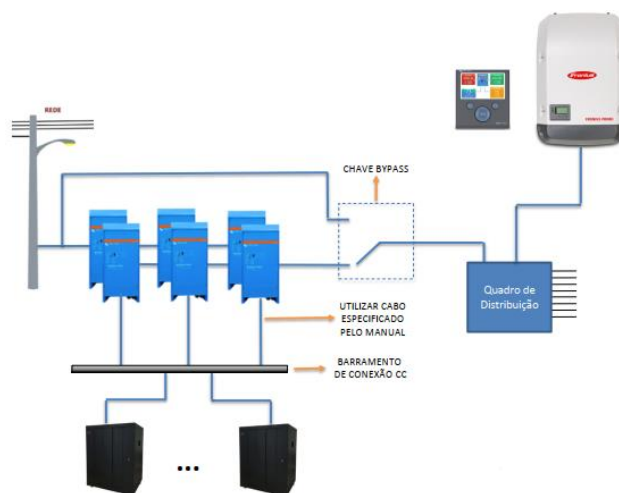 REDE
Fronius
CHAVE BYPASS
UTILIZAR CABO
ESPECIFICADO
PELO MANUAL
Quadro de
Distribuição
BARRAMENTO
DE CONEXÃO CC
...